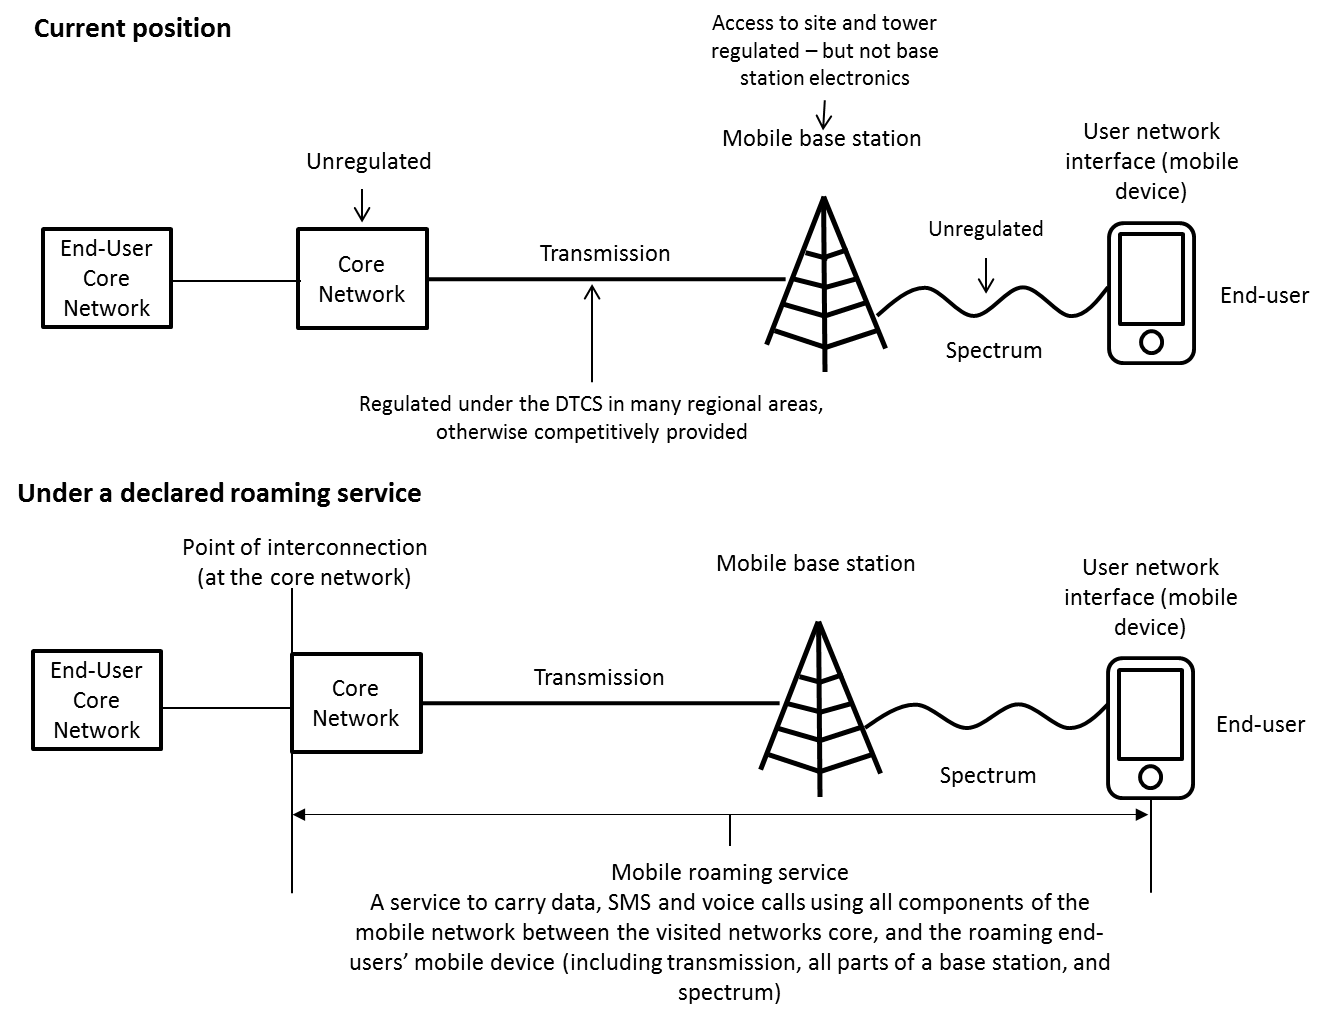 Current position
Access to site and tower
regulated – but not base
station electronics
Mobile base station
User network
interface (mobile
device)
Unregulated
Unregulated
End-User
Core
Network
Core
Network
Transmission
Spectrum
End-user
Regulated under the DTCS in many regional areas,
otherwise competitively provided
Under a declared roaming service
Point of interconnection
(at the core network)
Mobile base station
User network
interface (mobile
device)
End-User
Core
Network
Core
Network
Transmission
Spectrum
End-user
Mobile roaming service
A service to carry data, SMS and voice calls using all components of the
mobile network between the visited networks core, and the roaming end-
users’ mobile device (including transmission, all parts of a base station, and
spectrum)